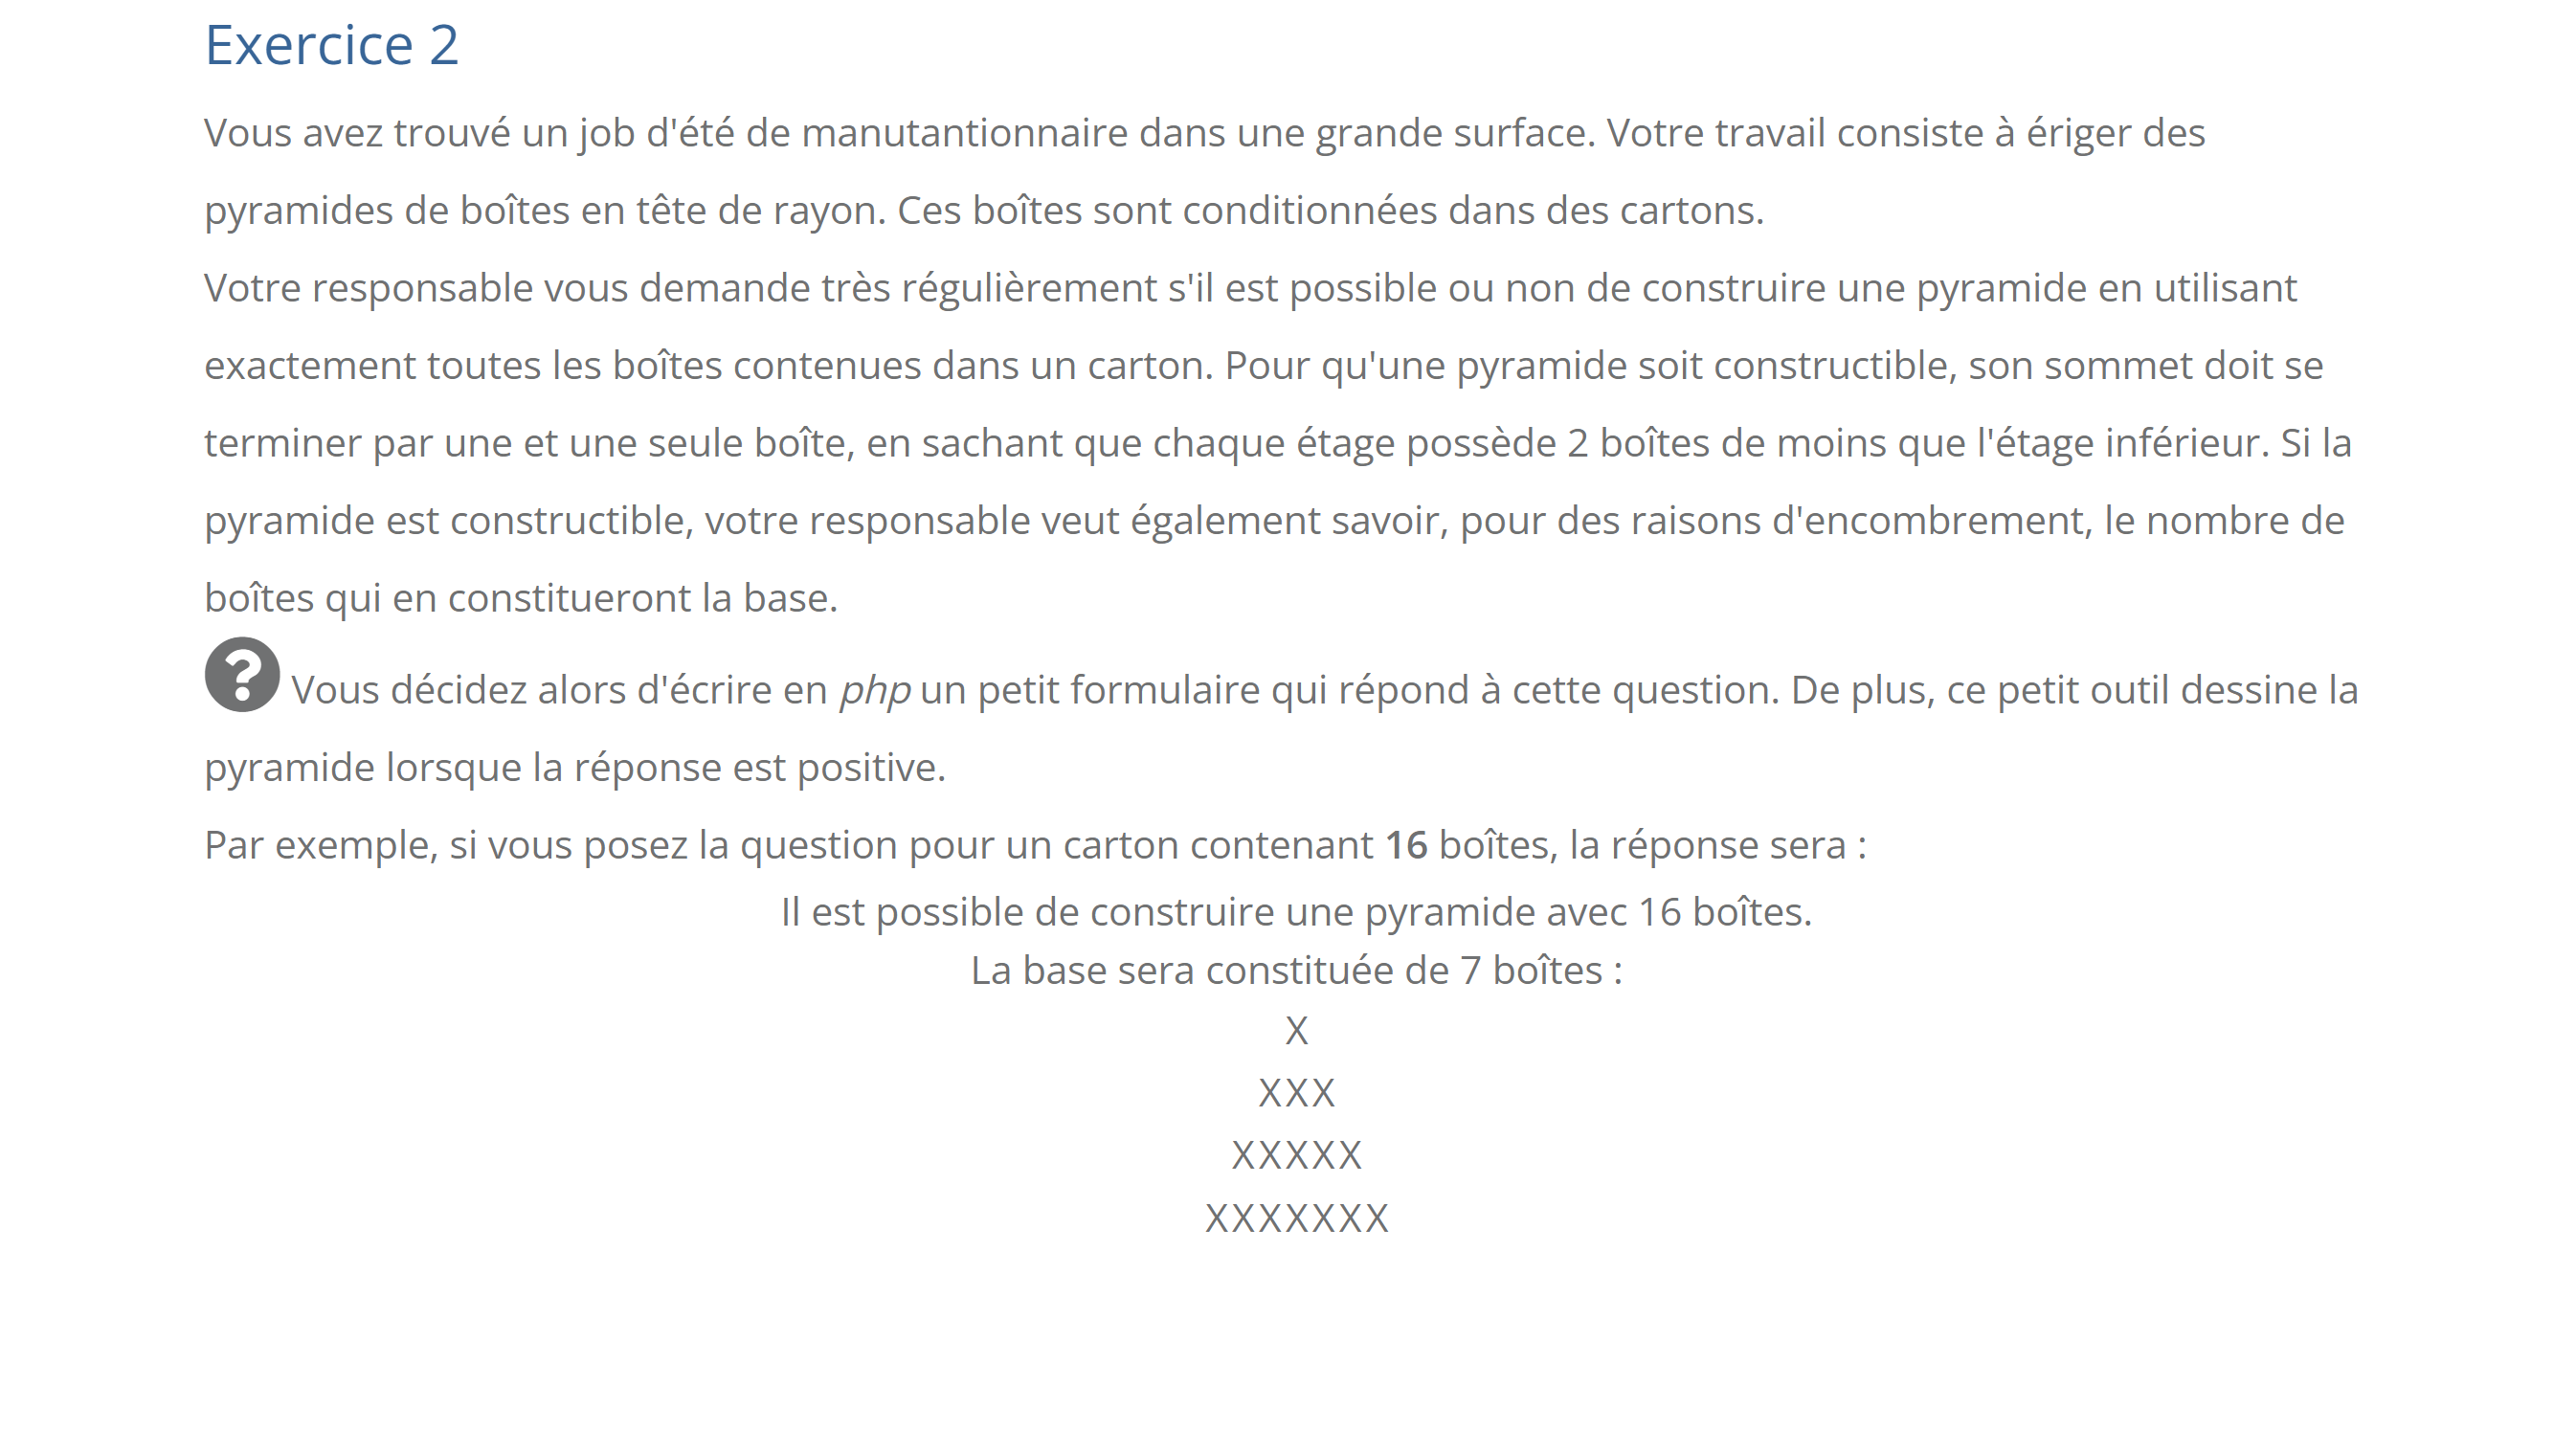 Exercice 2
Vous avez trouvé un job d'été de manutantionnaire dans une grande surface. Votre travail consiste à ériger des
pyramides de boîtes en tête de rayon. Ces boîtes sont conditionnées dans des cartons.
Votre responsable vous demande très régulièrement s'il est possible ou non de construire une pyramide en utilisant
exactement toutes les boîtes contenues dans un carton. Pour qu'une pyramide soit constructible, son sommet doit se
terminer par une et une seule boîte, en sachant que chaque étage possède 2 boîtes de moins que l'étage inférieur. Si la
pyramide est constructible, votre responsable veut également savoir, pour des raisons d'encombrement, le nombre de
boîtes qui en constitueront la base.
? Vous décidez alors d'écrire en php un petit formulaire qui répond à cette question. De plus, ce petit outil dessine la
pyramide lorsque la réponse est positive.
Par exemple, si vous posez la question pour un carton contenant 16 boîtes, la réponse sera :
Il est possible de construire une pyramide avec 16 boîtes.
La base sera constituée de 7 boîtes :
X
XXX
XXXXX
XXXXXXX